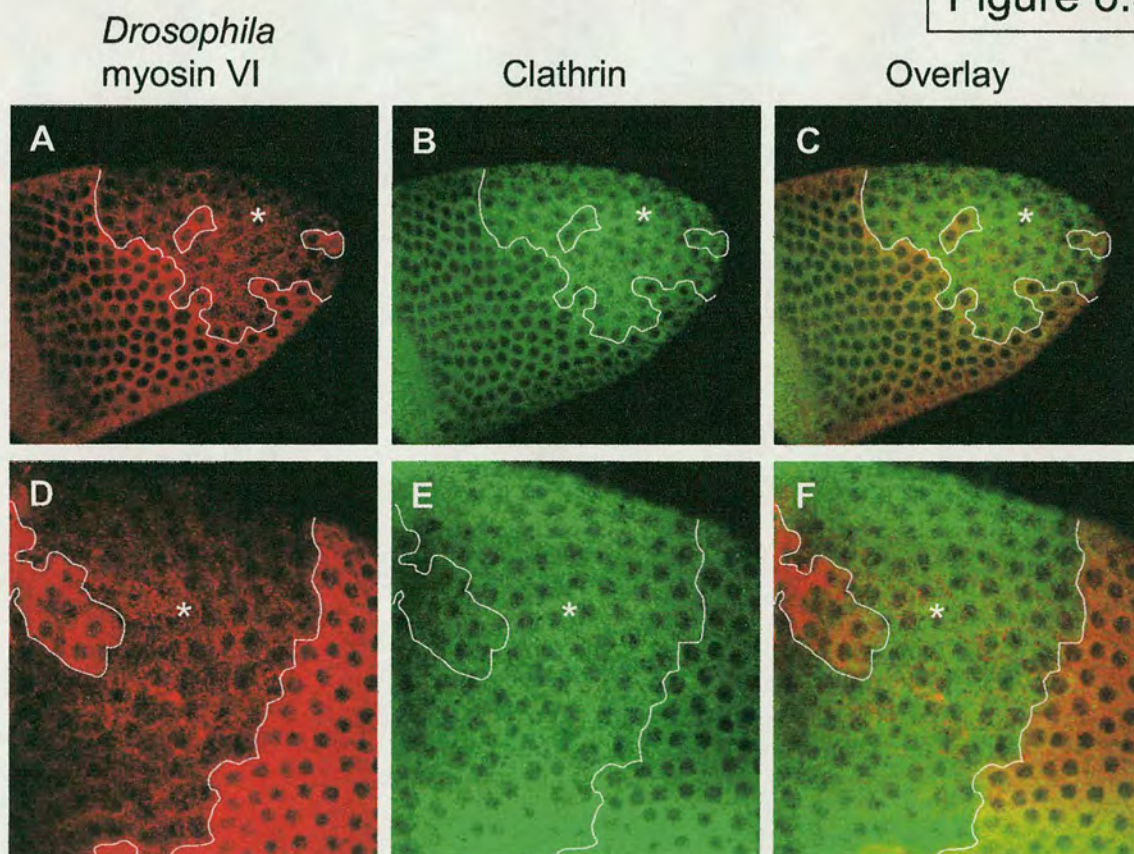 Figure 6.
Drosophila
myosin VI
Clathrin
Overlay
A
B
C
*
*
*
D
E
F
*
*
*